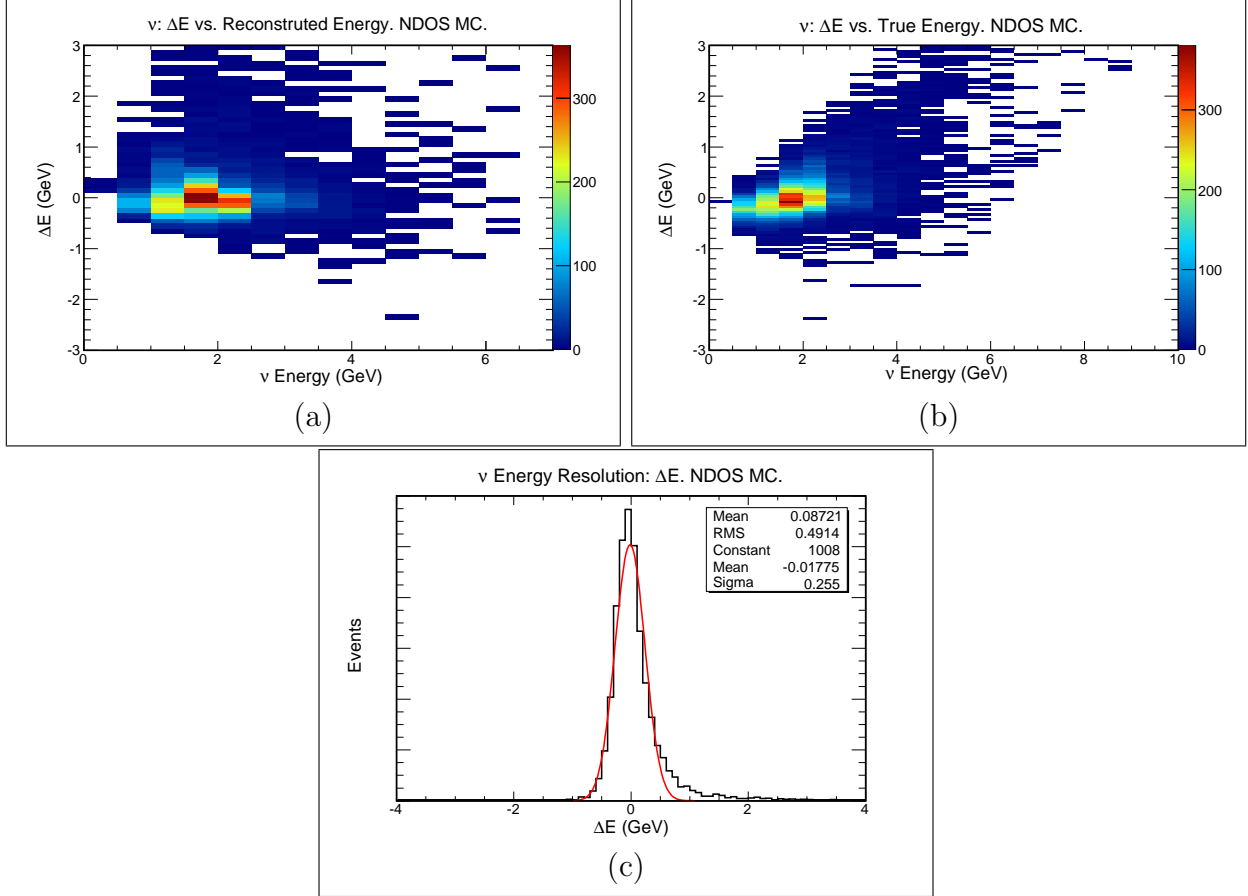 ν: ΔE vs. Reconstructed Energy. NDOS MC.
3
2
1
0
-1
-2
-3
ΔE (GeV)
0 2 4 6
ν Energy (GeV)
300
200
100
0
(a)
ν: ΔE vs. True Energy. NDOS MC.
3
2
1
0
-1
-2
-3
ΔE (GeV)
0 2 4 6 8 10
ν Energy (GeV)
300
200
100
0
(b)
ν Energy Resolution: ΔE. NDOS MC.
Mean 0.08721
RMS 0.4914
Constant 1008
Mean -0.01775
Sigma 0.255
Events
-4 -2 0 2 4
ΔE (GeV)
(c)